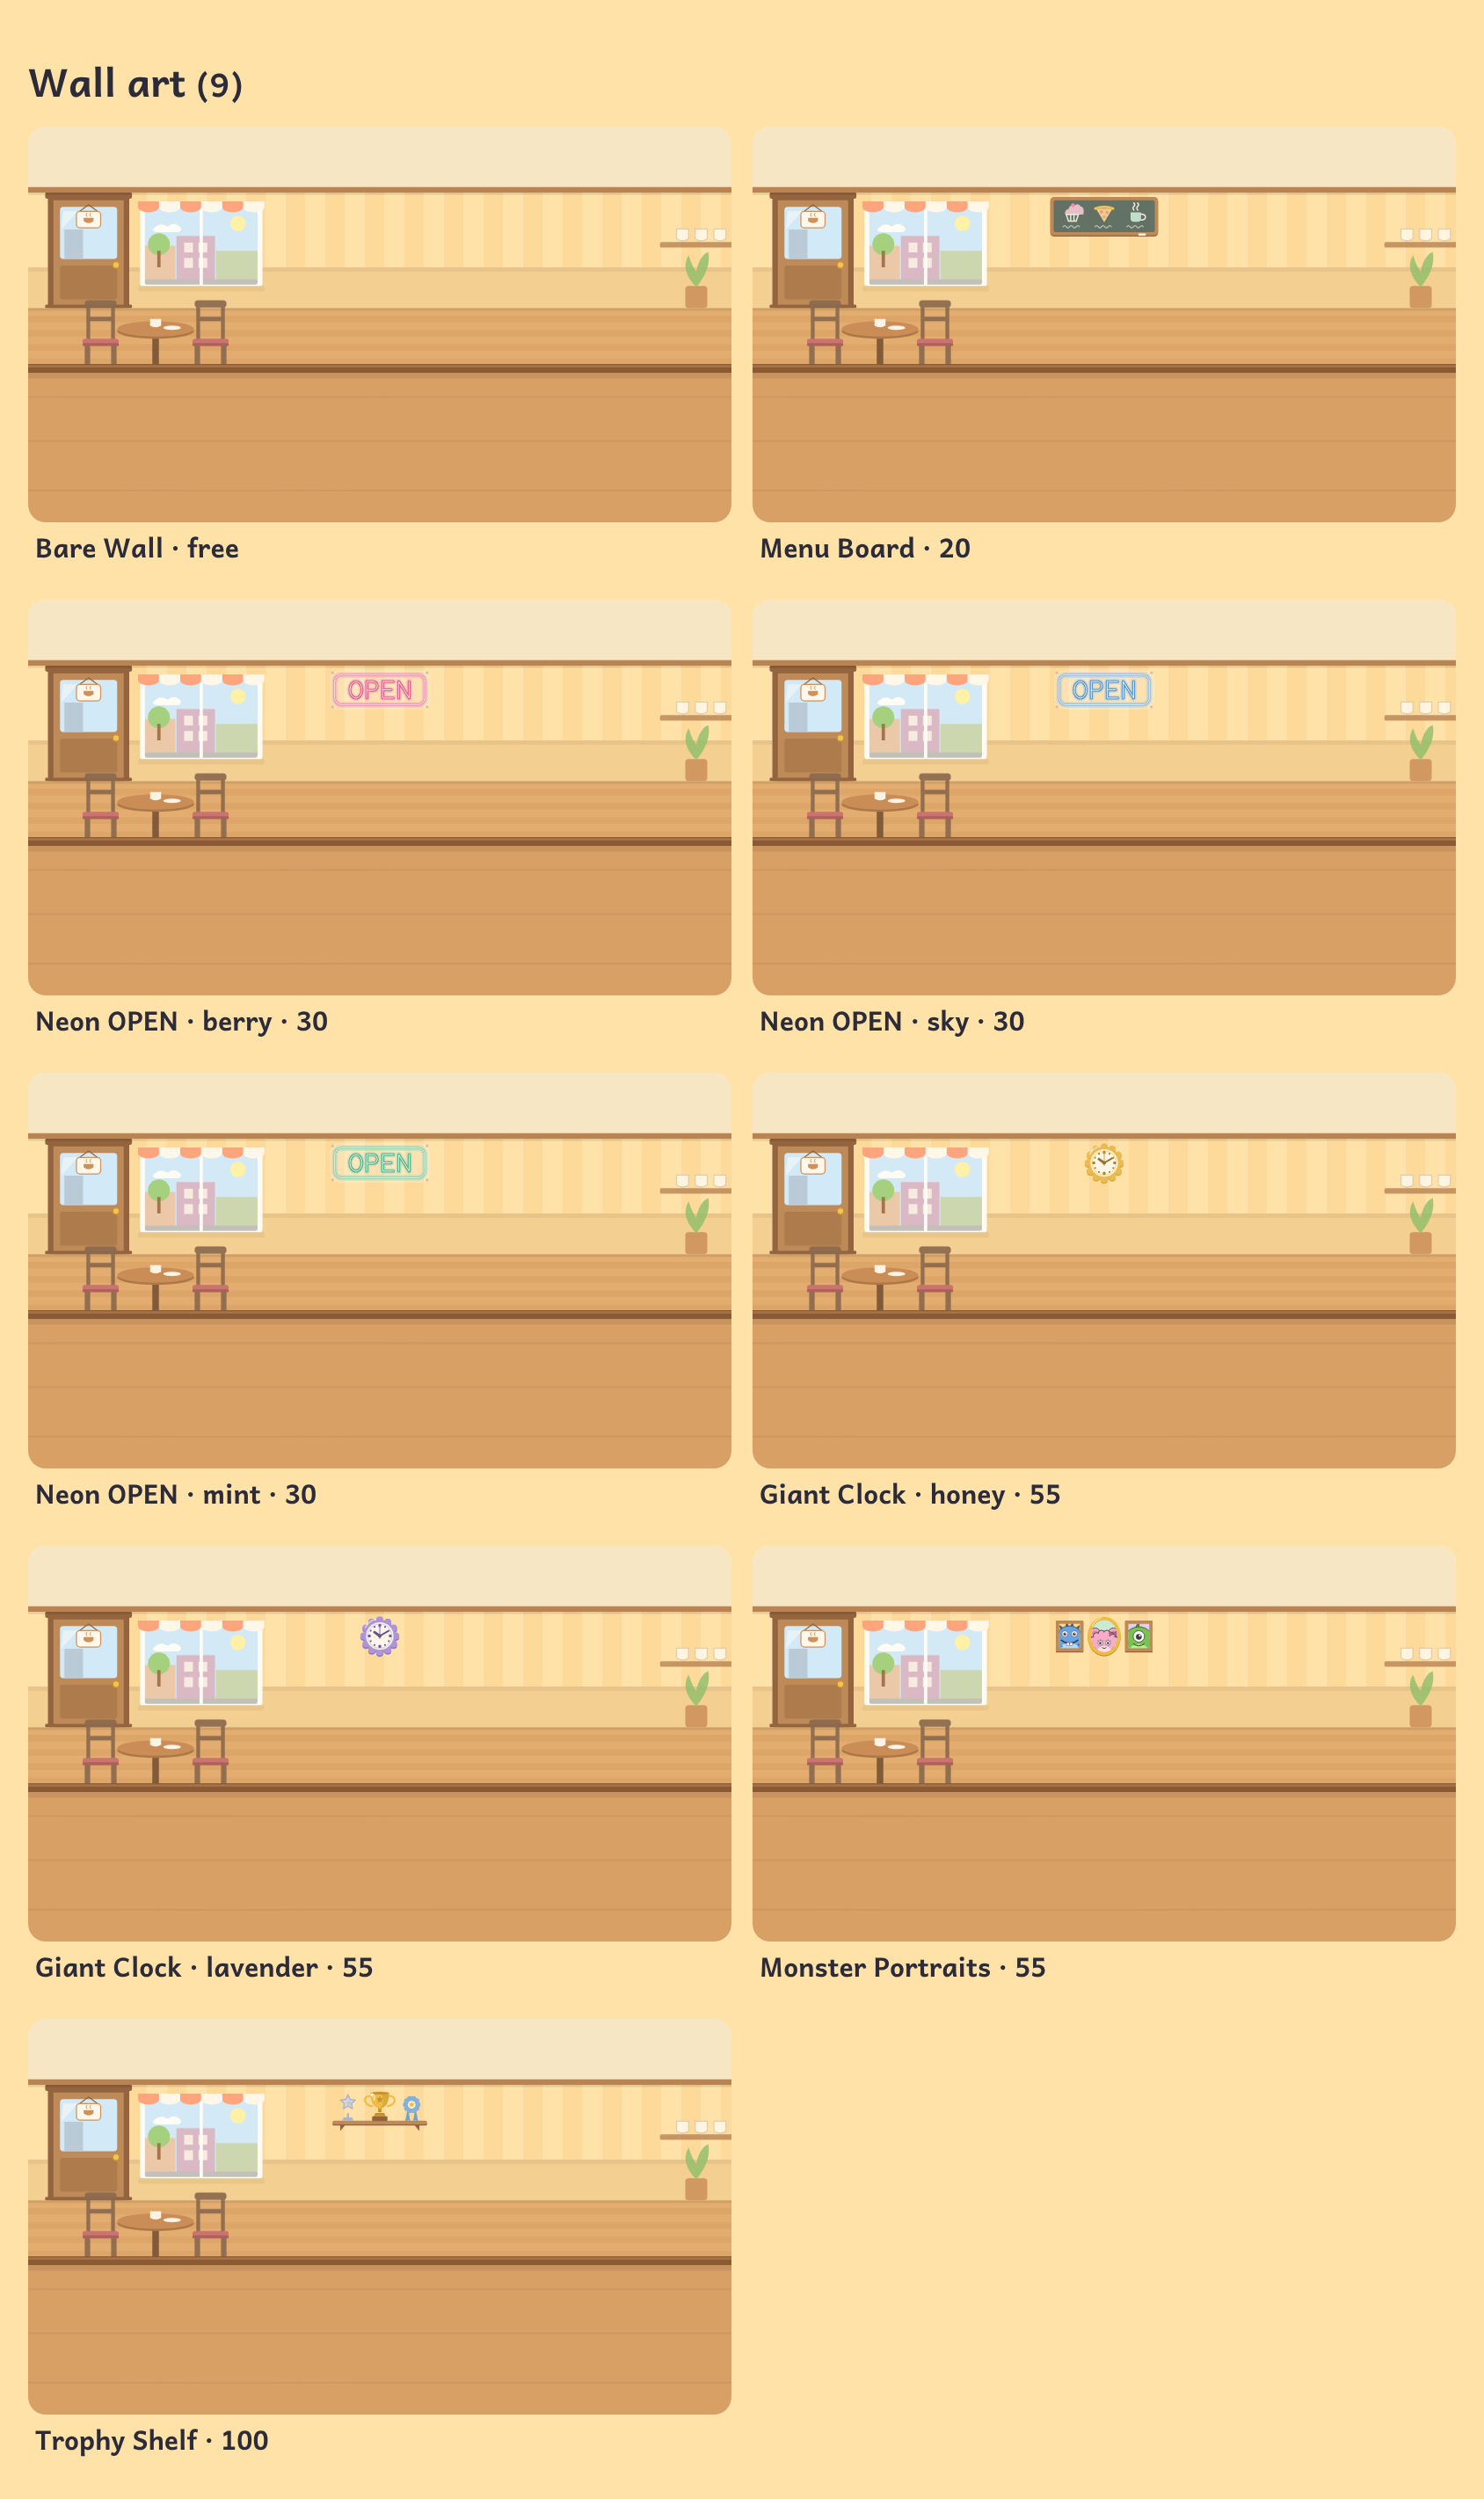 Wall art (9)
Bare Wall · free
Menu Board · 20
OPEN
OPEN
Neon OPEN · berry · 30
Neon OPEN · sky · 30
OPEN
Neon OPEN · mint · 30
Giant Clock · honey · 55
Giant Clock · lavender · 55
Monster Portraits · 55
Trophy Shelf · 100